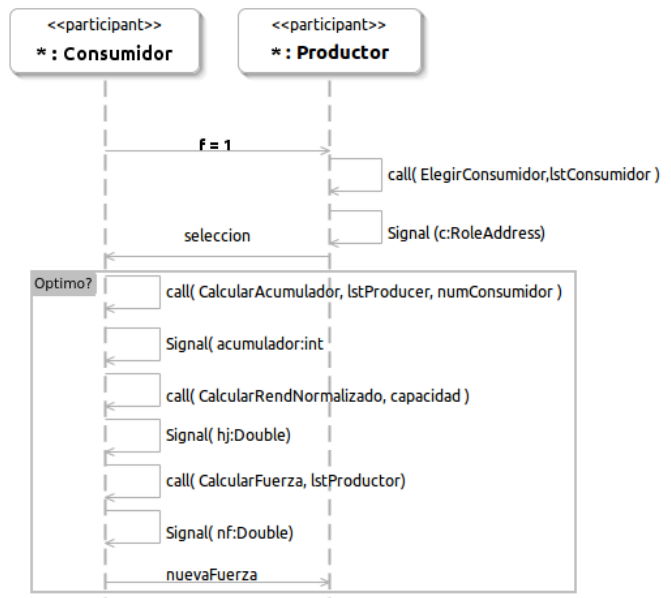 <<participant>>
* : Consumidor
<<participant>>
* : Productor
f = 1
call( ElegirConsumidor,lstConsumidor )
Signal (c:RoleAddress)
seleccion
Optimo?
call( CalcularAcumulador, lstProducer, numConsumidor )
Signal( acumulador:int
call( CalcularRendNormalizado, capacidad )
Signal( hj:Double)
call( CalcularFuerza, lstProductor)
Signal( nf:Double)
nuevaFuerza